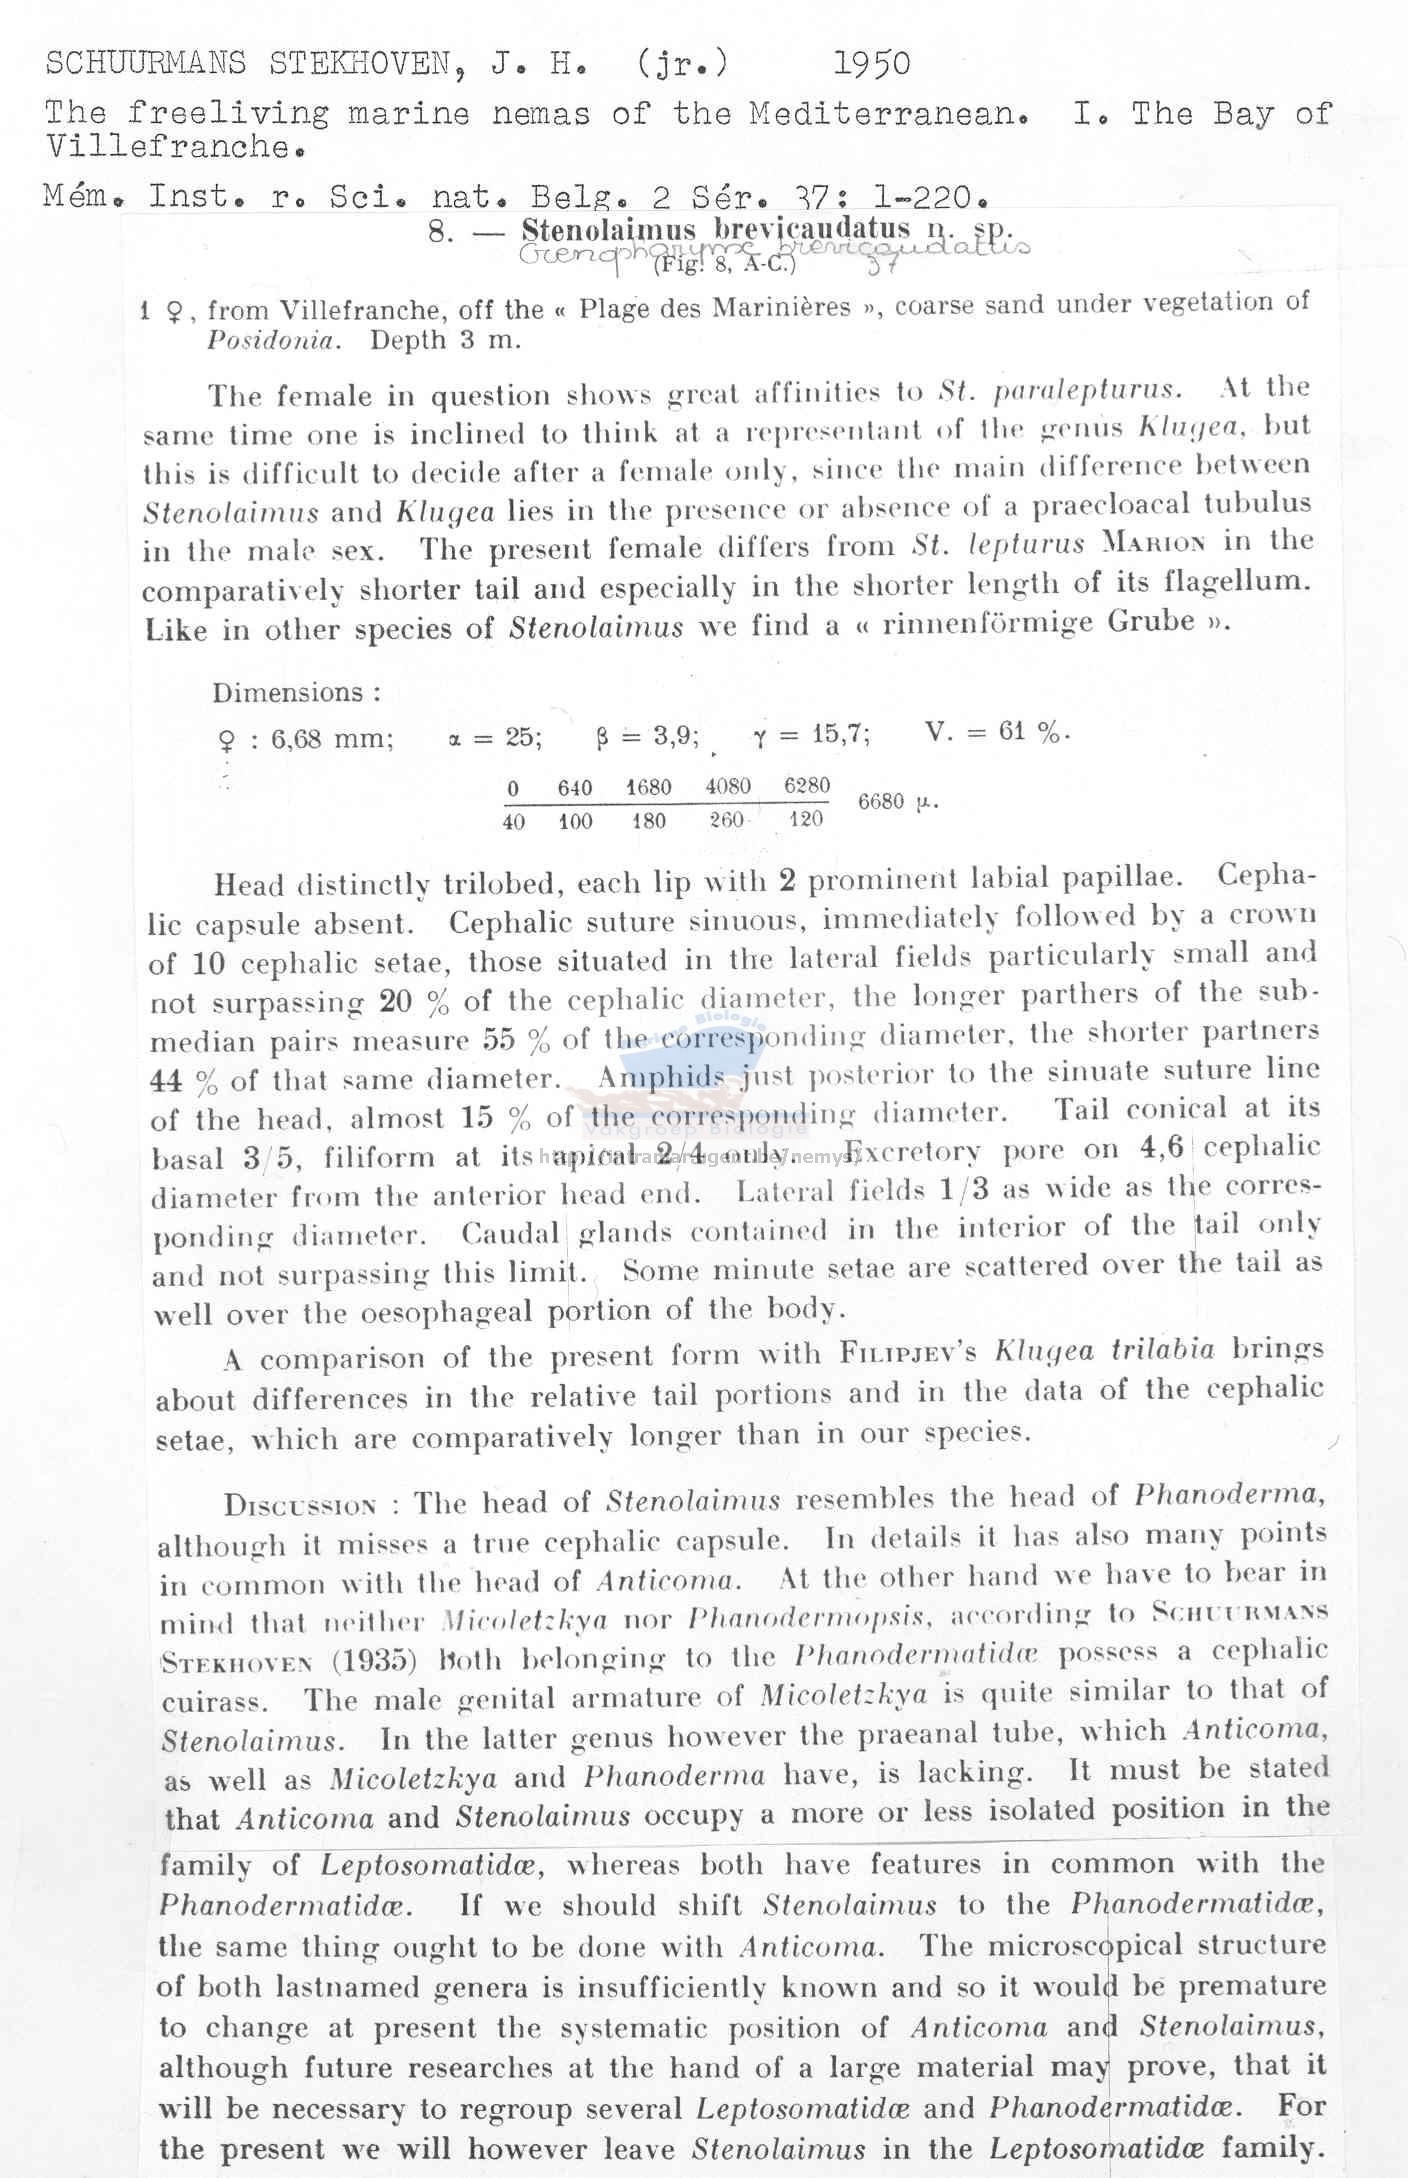 SCHUURMANS STEKHOVEN, J. H. (jr.) 1950
The freeliving marine nemas of the Mediterranean. I. The Bay of
Villefranche.
Mém. Inst. r. Sci. nat. Belg. 2 Sér. 37: 1-220.
8. — Stenolaimus brevicaudatus n. sp.
brevicaudatus
(Fig. 8, A-C.) 37
1 ♀, from Villefranche, off the « Plage des Marinières », coarse sand under vegetation of
Posidonia. Depth 3 m.
The female in question shows great affinities to St. paralepturus. At the
same time one is inclined to think at a representant of the genus Klugea, but
this is difficult to decide after a female only, since the main difference between
Stenolaimus and Klugea lies in the presence or absence of a praecloacal tubulus
in the male sex. The present female differs from St. lepturus MARION in the
comparatively shorter tail and especially in the shorter length of its flagellum.
Like in other species of Stenolaimus we find a « rinnenförmige Grube ».
Dimensions :
♀ : 6,68 mm; α = 25; β = 3,9; γ = 15,7; V. = 61 %.
0 640 1680 4080 6280
6680 μ.
40 100 180 260 120
Head distinctly trilobed, each lip with 2 prominent labial papillae. Cepha-
lic capsule absent. Cephalic suture sinuous, immediately followed by a crown
of 10 cephalic setae, those situated in the lateral fields particularly small and
not surpassing 20 % of the cephalic diameter, the longer parthers of the sub-
median pairs measure 55 % of the corresponding diameter, the shorter partners
44 % of that same diameter. Amphids just posterior to the sinuate suture line
of the head, almost 15 % of the corresponding diameter. Tail conical at its
Vakgroep Biologie
basal 3/5, filiform at its apical 2/4 only. Excretory pore on 4,6 cephalic
diameter from the anterior head end. Lateral fields 1/3 as wide as the corres-
ponding diameter. Caudal glands contained in the interior of the tail only
and not surpassing this limit. Some minute setae are scattered over the tail as
well over the oesophageal portion of the body.
A comparison of the present form with FILIPJEV's Klugea trilabia brings
about differences in the relative tail portions and in the data of the cephalic
setae, which are comparatively longer than in our species.
DISCUSSION : The head of Stenolaimus resembles the head of Phanoderma,
although it misses a true cephalic capsule. In details it has also many points
in common with the head of Anticoma. At the other hand we have to bear in
mind that neither Micoletzkya nor Phanodermopsis, according to SCHUURMANS
STEKHOVEN (1935) both belonging to the Phanodermatidæ possess a cephalic
cuirass. The male genital armature of Micoletzkya is quite similar to that of
Stenolaimus. In the latter genus however the praeanal tube, which Anticoma,
as well as Micoletzkya and Phanoderma have, is lacking. It must be stated
that Anticoma and Stenolaimus occupy a more or less isolated position in the
family of Leptosomatidæ, whereas both have features in common with the
Phanodermatidæ. If we should shift Stenolaimus to the Phanodermatidæ,
the same thing ought to be done with Anticoma. The microscopical structure
of both lastnamed genera is insufficiently known and so it would be premature
to change at present the systematic position of Anticoma and Stenolaimus,
although future researches at the hand of a large material may prove, that it
will be necessary to regroup several Leptosomatidæ and Phanodermatidæ. For
the present we will however leave Stenolaimus in the Leptosomatidæ family.